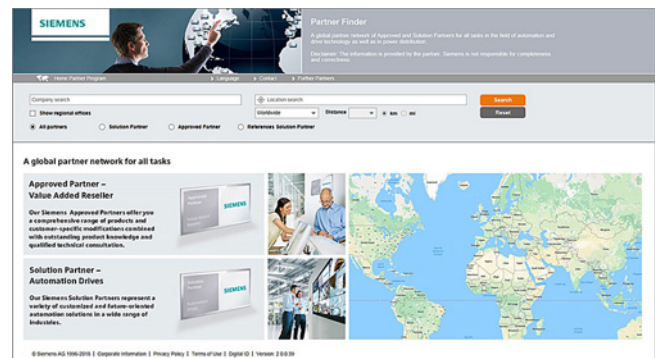 SIEMENS
Partner Finder
A global partner network of Approved and Solution Partners for all tasks in the field of automation and
drive technology as well as in power distribution.
Disclaimer: The information is provided by the partner. Siemens is not responsible for completeness
and correctness.
Home Partner Program
Language
Contact
Further Partners
Company search
Location search
Search
Show regional offices
Worldwide
Distance
km
mi
Reset
All partners
Solution Partner
Approved Partner
References Solution Partner
A global partner network for all tasks
Approved Partner –
Value Added Reseller
Our Siemens Approved Partners offer you
a comprehensive range of products and
customer-specific modifications combined
with outstanding product knowledge and
qualified technical consultation.
Approved
Partner
SIEMENS
Solution Partner –
Automation Drives
Our Siemens Solution Partners represent a
variety of customized and future-oriented
automation solutions in a wide range of
industries.
Solution
Partner
SIEMENS
© Siemens AG 1996-2016 | Corporate Information | Privacy Policy | Terms of Use | Digital ID | Version: 2.0.0.39